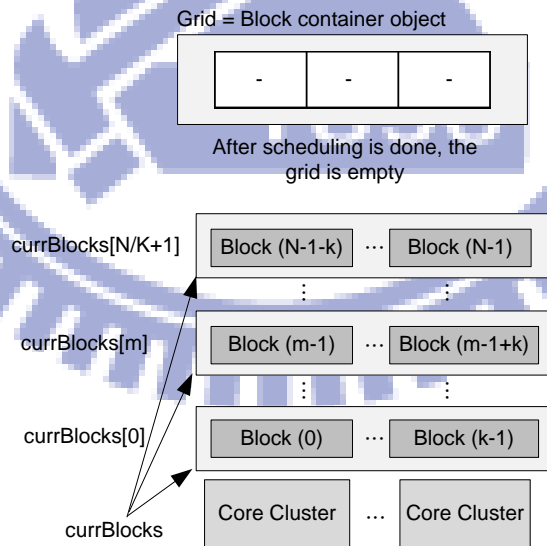 Grid = Block container object
- - -
After scheduling is done, the
grid is empty
currBlocks[N/K+1] Block (N-1-k) ... Block (N-1)
⋮ ⋮
currBlocks[m] Block (m-1) ... Block (m-1+k)
⋮ ⋮
currBlocks[0] Block (0) ... Block (k-1)
Core Cluster ... Core Cluster
currBlocks